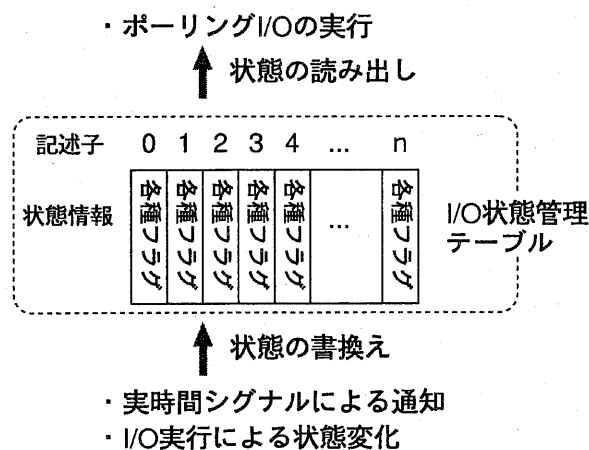 ・ポーリングI/Oの実行
状態の読み出し
記述子 0 1 2 3 4 ... n
状態情報 各種フラグ 各種フラグ 各種フラグ 各種フラグ 各種フラグ ... 各種フラグ
I/O状態管理
テーブル
状態の書換え
・実時間シグナルによる通知
・I/O実行による状態変化